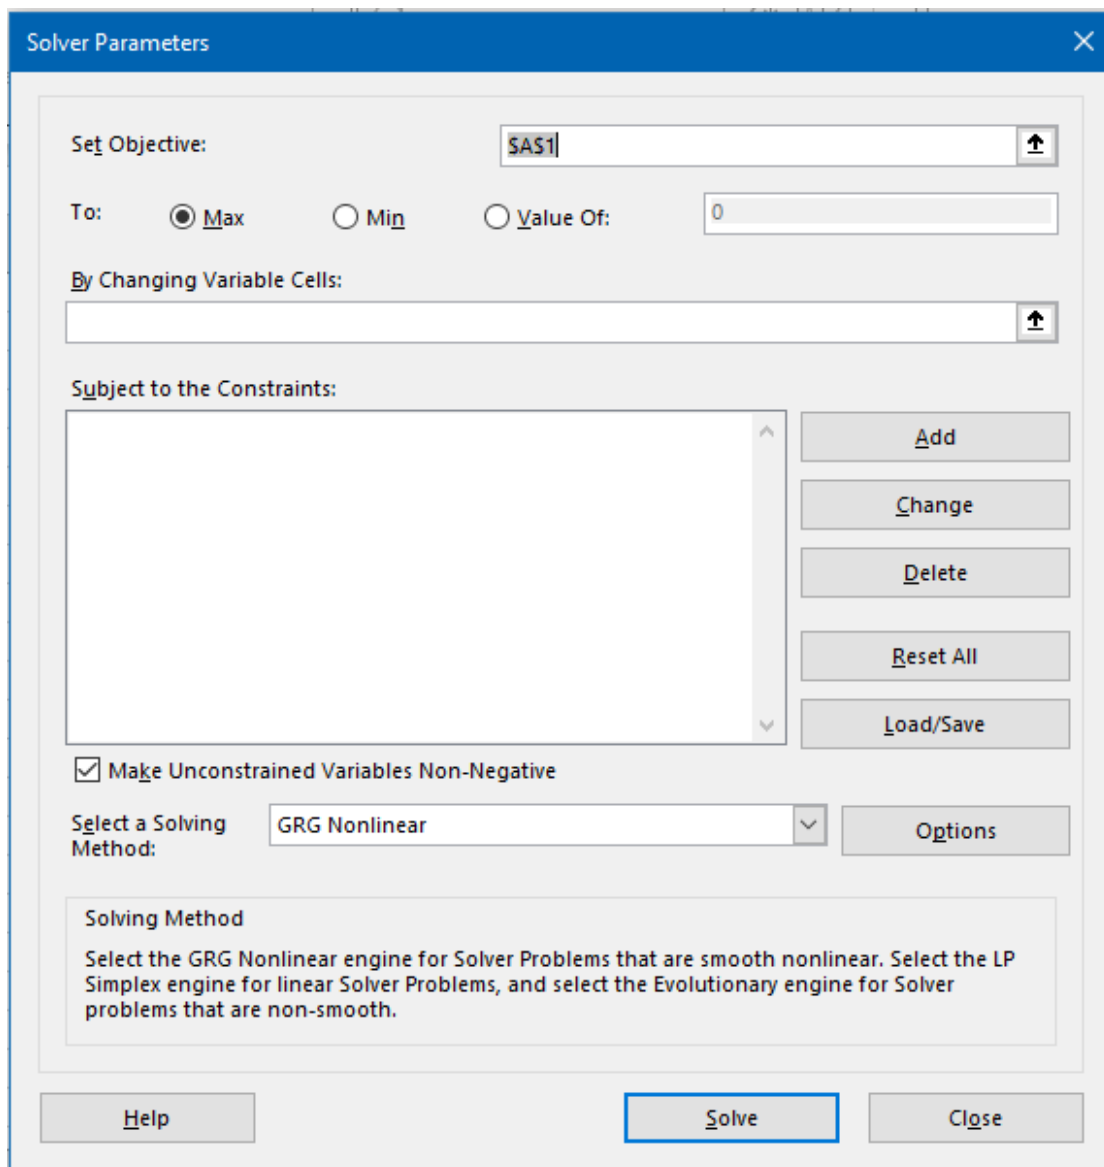 Solver Parameters
Set Objective:
$A$1
To:
Max
Min
Value Of:
0
By Changing Variable Cells:
Subject to the Constraints:
Add
Change
Delete
Reset All
Load/Save
Make Unconstrained Variables Non-Negative
Select a Solving
Method:
GRG Nonlinear
Options
Solving Method
Select the GRG Nonlinear engine for Solver Problems that are smooth nonlinear. Select the LP
Simplex engine for linear Solver Problems, and select the Evolutionary engine for Solver
problems that are non-smooth.
Help
Solve
Close